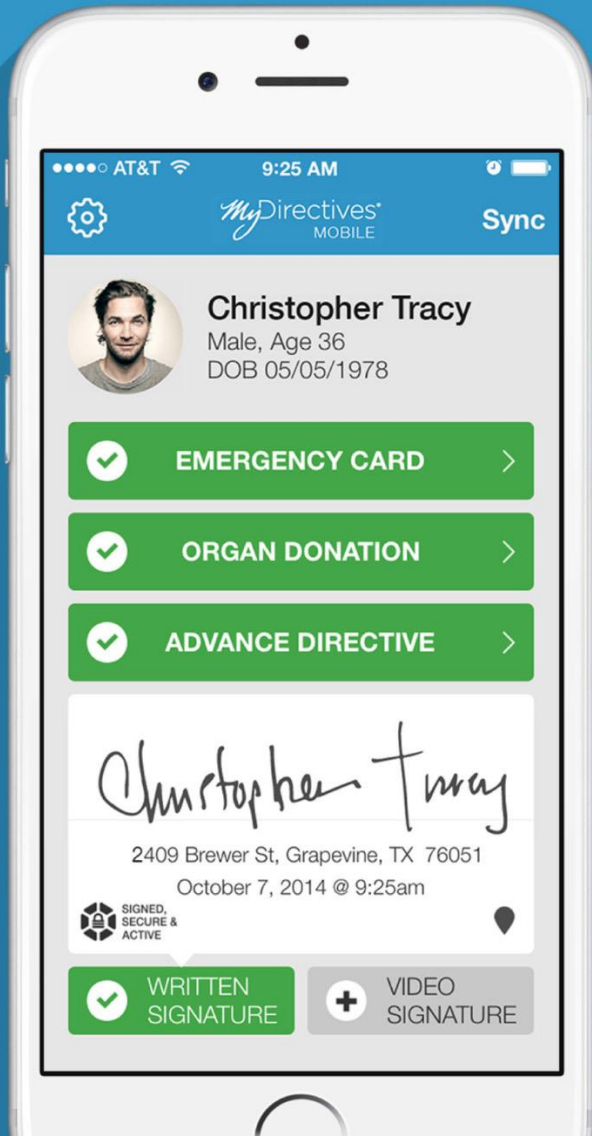 AT&T 9:25 AM
MyDirectives®
MOBILE
Sync
Christopher Tracy
Male, Age 36
DOB 05/05/1978
EMERGENCY CARD
ORGAN DONATION
ADVANCE DIRECTIVE
Christopher Tracy
2409 Brewer St, Grapevine, TX 76051
October 7, 2014 @ 9:25am
SIGNED,
SECURE &
ACTIVE
WRITTEN
SIGNATURE
VIDEO
SIGNATURE